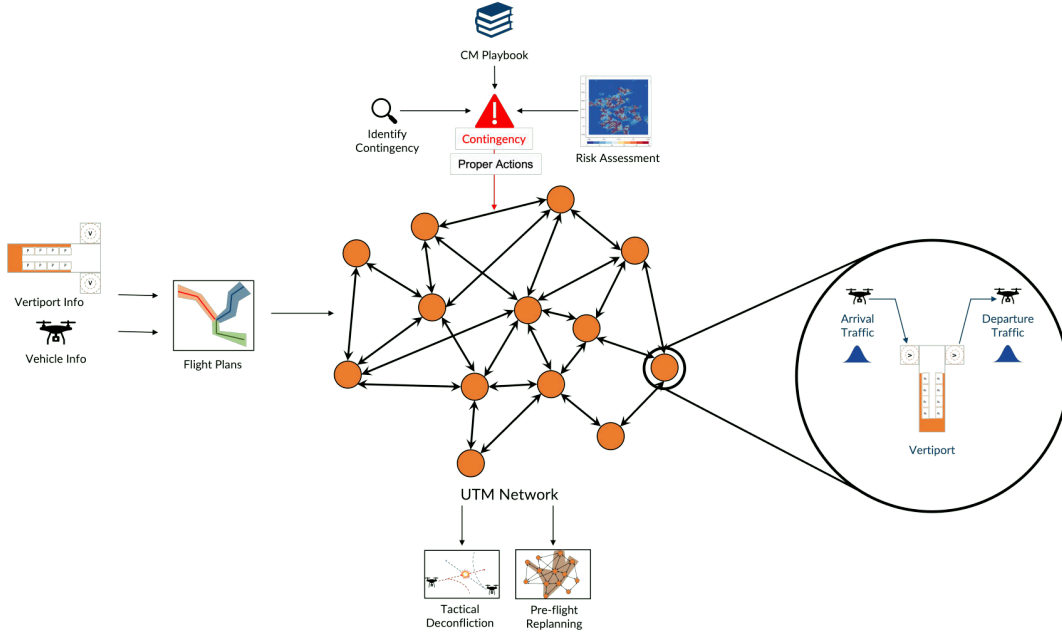 CM Playbook
Identify
Contingency
Contingency
Risk Assessment
Proper Actions
V
P P P P
V
Vertiport Info
Vehicle Info
Flight Plans
Arrival
Traffic
Departure
Traffic
V V
Vertiport
UTM Network
Tactical
Deconfliction
Pre-flight
Replanning